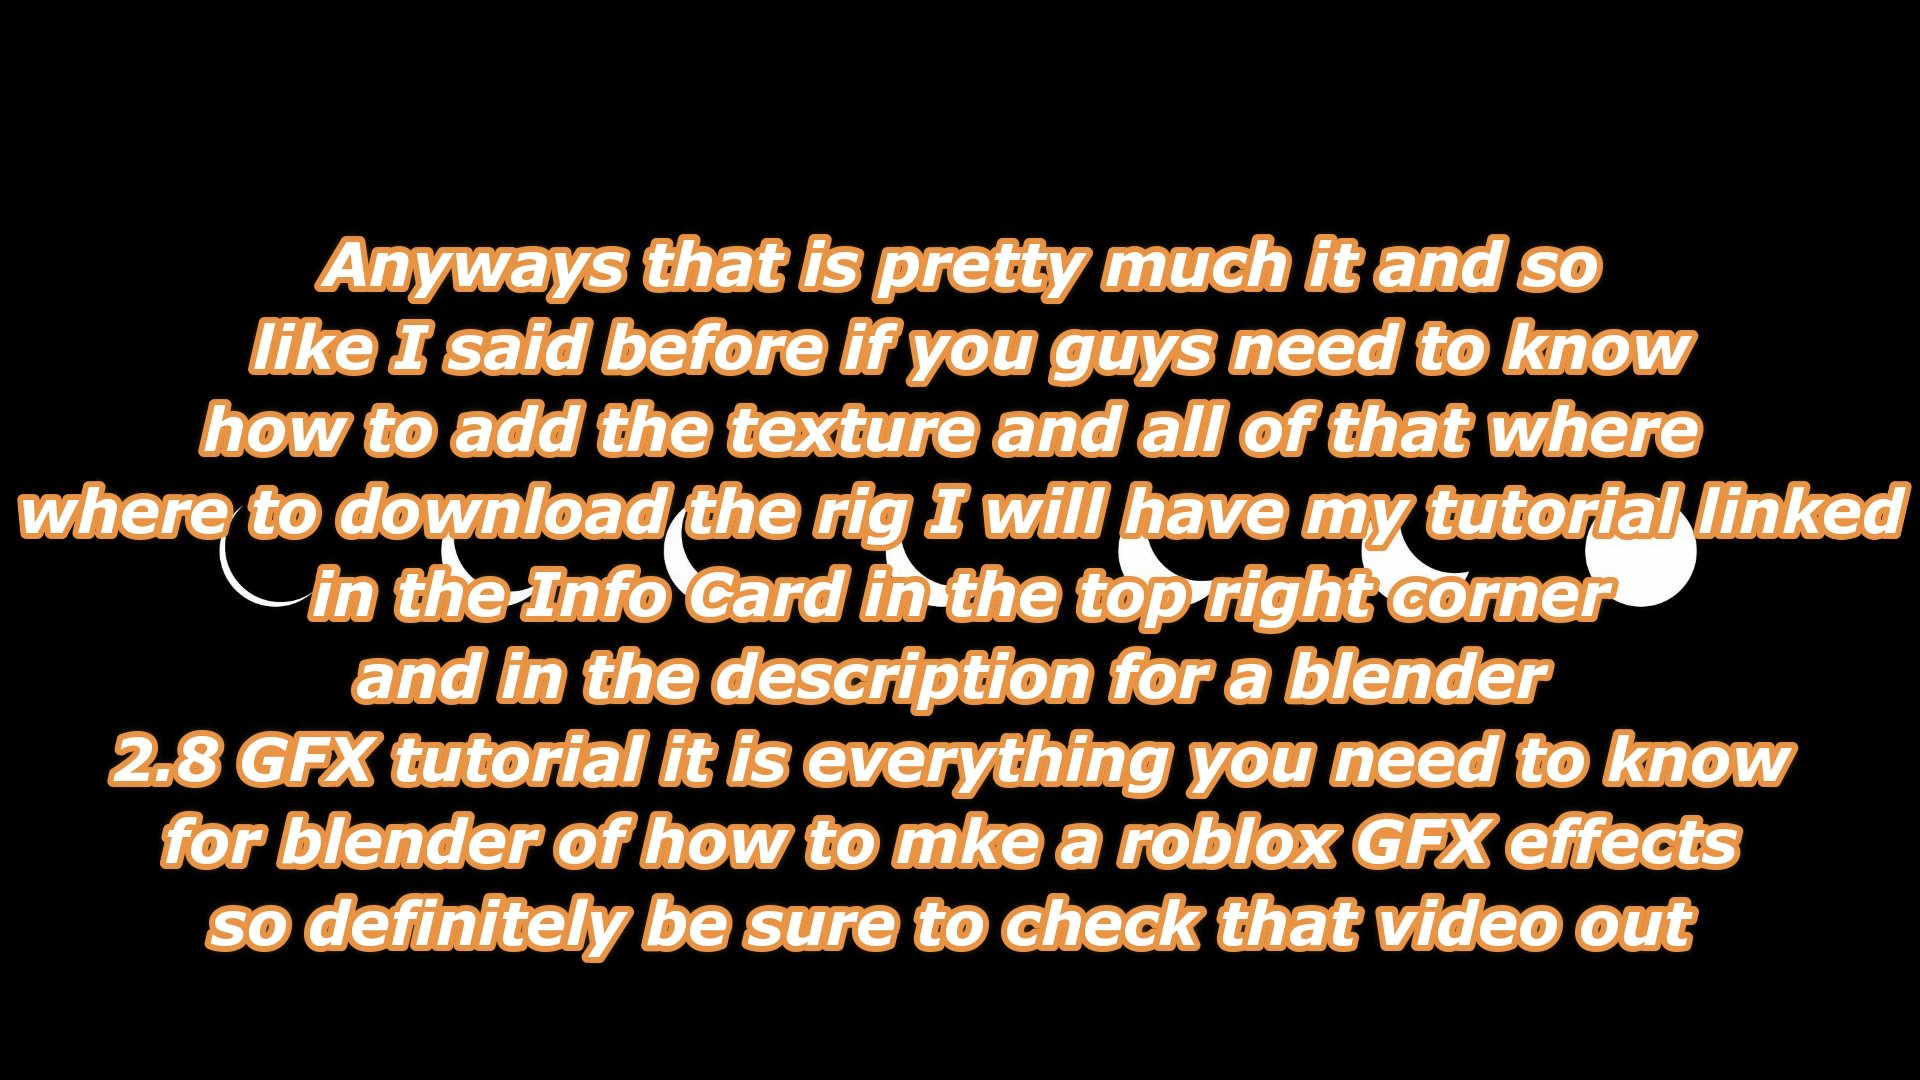 Anyways that is pretty much it and so
like I said before if you guys need to know
how to add the texture and all of that where
where to download the rig I will have my tutorial linked
in the Info Card in the top right corner
and in the description for a blender
2.8 GFX tutorial it is everything you need to know
for blender of how to mke a roblox GFX effects
so definitely be sure to check that video out